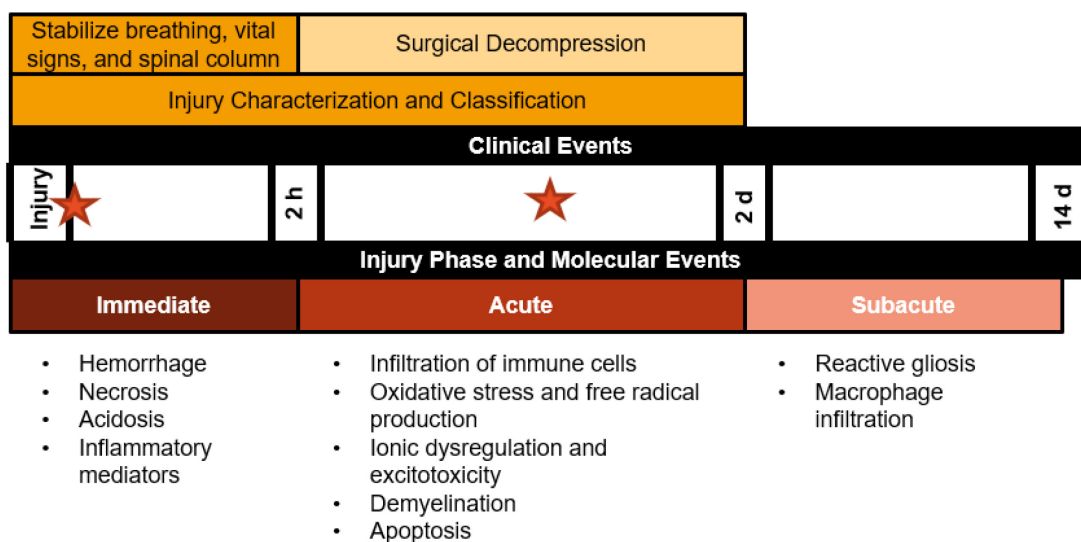 Stabilize breathing, vital
signs, and spinal column
Surgical Decompression
Injury Characterization and Classification
Clinical Events
Injury
2 h
2 d
14 d
Injury Phase and Molecular Events
Immediate
Acute
Subacute
• Hemorrhage
• Necrosis
• Acidosis
• Inflammatory
mediators
• Infiltration of immune cells
• Oxidative stress and free radical
production
• Ionic dysregulation and
excitotoxicity
• Demyelination
• Apoptosis
• Reactive gliosis
• Macrophage
infiltration